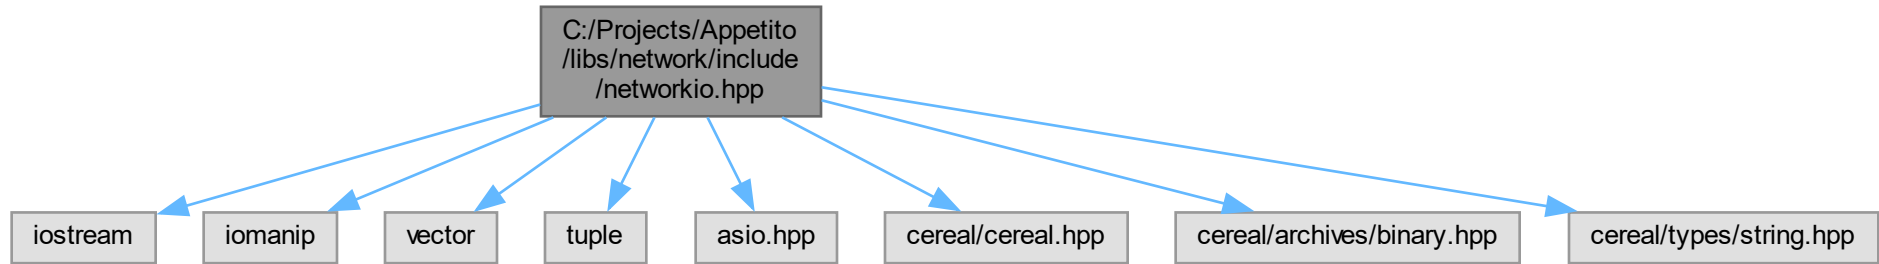 C:/Projects/Appetito
/libs/network/include
/networkio.hpp
iostream
iomanip
vector
tuple
asio.hpp
cereal/cereal.hpp
cereal/archives/binary.hpp
cereal/types/string.hpp